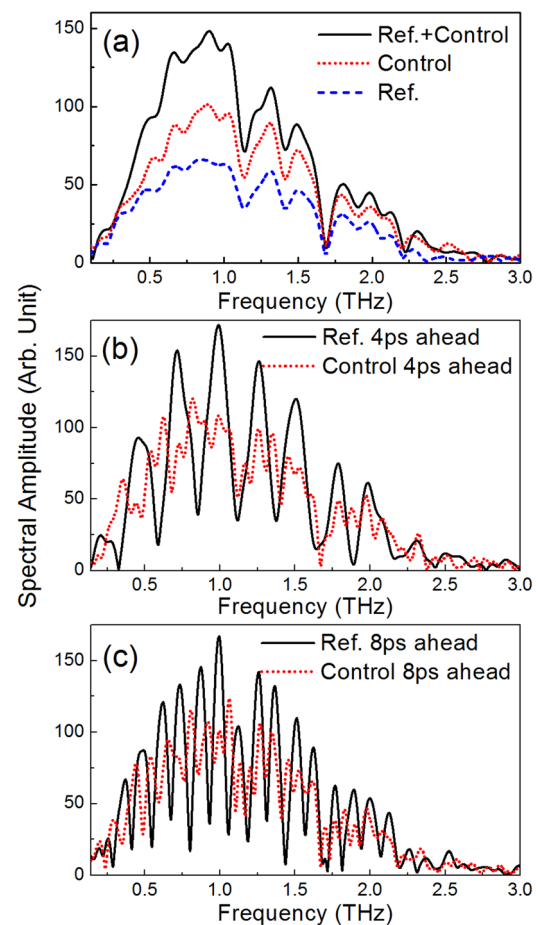 (a)
Ref.+Control
Control
Ref.
150
100
50
0
0.5 1.0 1.5 2.0 2.5 3.0
Frequency (THz)
Spectral Amplitude (Arb. Unit)
(b)
Ref. 4ps ahead
Control 4ps ahead
150
100
50
0
0.5 1.0 1.5 2.0 2.5 3.0
Frequency (THz)
(c)
Ref. 8ps ahead
Control 8ps ahead
150
100
50
0
0.5 1.0 1.5 2.0 2.5 3.0
Frequency (THz)